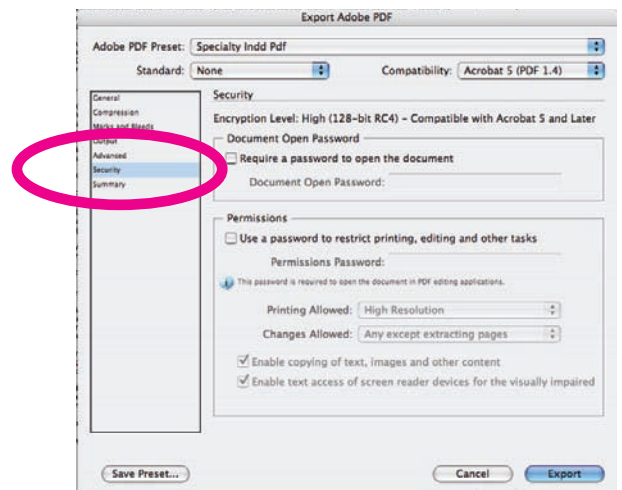 Export Adobe PDF
Adobe PDF Preset: Specialty Indd Pdf
Standard: None Compatibility: Acrobat 5 (PDF 1.4)
General
Compression
Marks and Bleeds
Output
Advanced
Security
Summary
Security
Encryption Level: High (128-bit RC4) - Compatible with Acrobat 5 and Later
Document Open Password
Require a password to open the document
Document Open Password:
Permissions
Use a password to restrict printing, editing and other tasks
Permissions Password:
This password is required to open the document in PDF editing applications.
Printing Allowed: High Resolution
Changes Allowed: Any except extracting pages
Enable copying of text, images and other content
Enable text access of screen reader devices for the visually impaired
Save Preset... Cancel Export